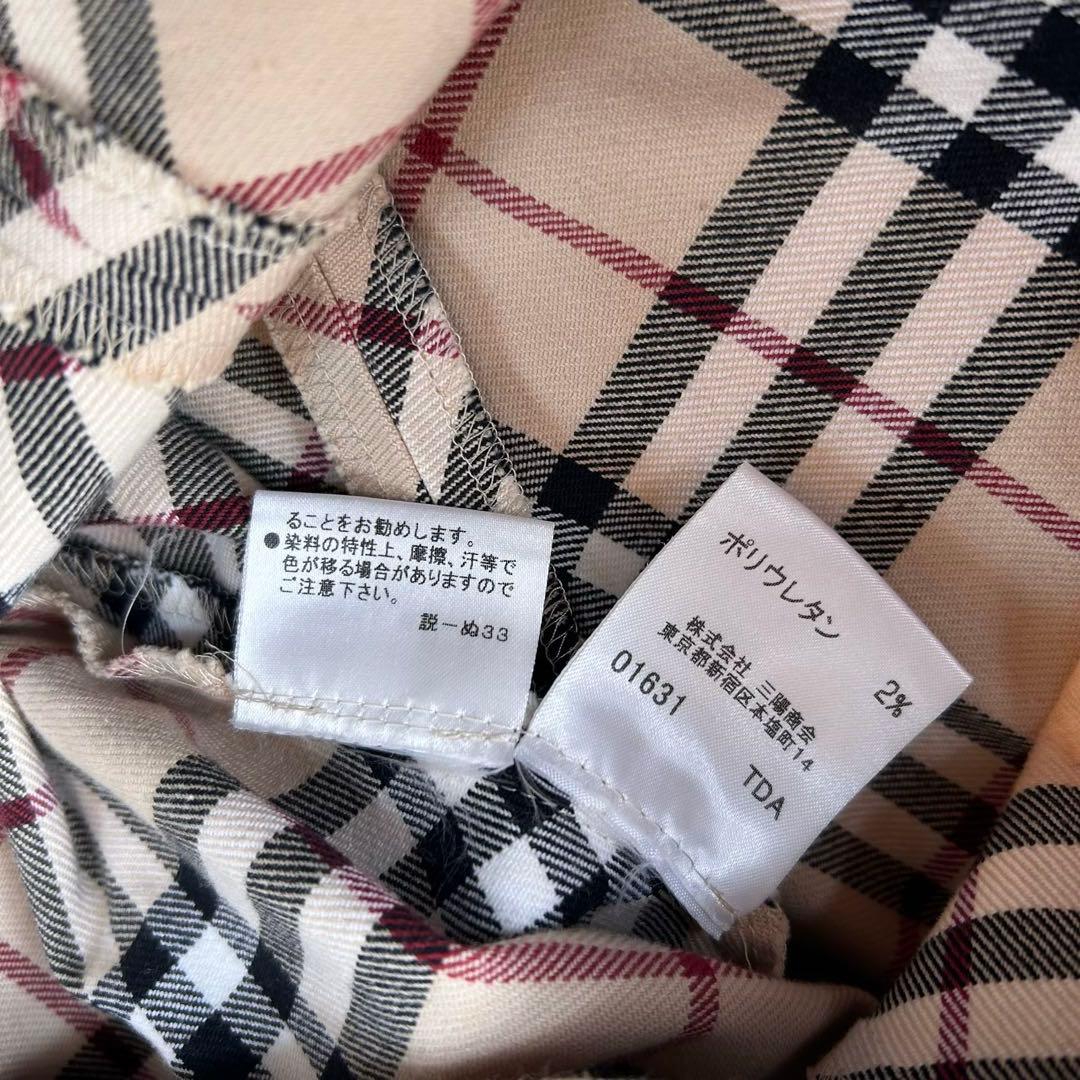 ることをお勧めします。
●染料の特性上、摩擦、汗等で
色が移る場合がありますので
ご注意下さい。
説ーぬ33
ポリウレタン
2%
株式会社 三陽商会
東京都新宿区本塩町14
01631
TDA